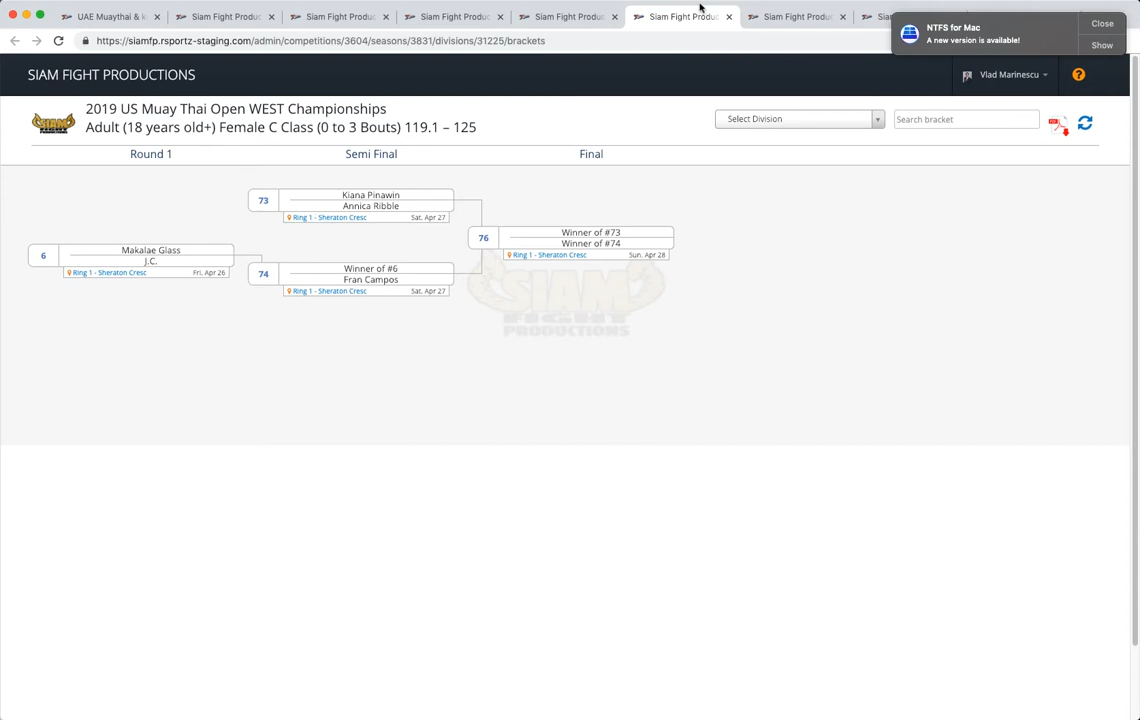 UAE Muaythai & k
Siam Fight Produc
Siam Fight Produc
Siam Fight Produc
Siam Fight Produc
Siam Fight Produc
Siam Fight Produc
Siam
NTFS for Mac
A new version is available!
Close
Show
https://siamfp.rsportz-staging.com/admin/competitions/3604/seasons/3831/divisions/31225/brackets
SIAM FIGHT PRODUCTIONS
Vlad Marinescu
2019 US Muay Thai Open WEST Championships
Adult (18 years old+) Female C Class (0 to 3 Bouts) 119.1 – 125
Select Division
Search bracket
Round 1
Semi Final
Final
73
Kiana Pinawin
Annica Ribble
Ring 1 - Sheraton Cresc
Sat, Apr 27
76
Winner of #73
Winner of #74
Ring 1 - Sheraton Cresc
Sun, Apr 28
6
Makalae Glass
J.C.
Ring 1 - Sheraton Cresc
Fri, Apr 26
74
Winner of #6
Fran Campos
Ring 1 - Sheraton Cresc
Sat, Apr 27
SIAM
FIGHT
PRODUCTIONS